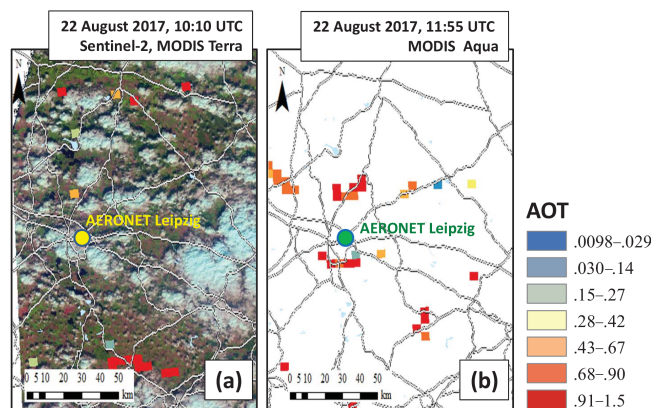 22 August 2017, 10:10 UTC
Sentinel-2, MODIS Terra
22 August 2017, 11:55 UTC
MODIS Aqua
N
N
AERONET Leipzig
AERONET Leipzig
AOT
.0098–.029
.030–.14
.15–.27
.28–.42
.43–.67
.68–.90
.91–1.5
0 5 10 20 30 40 50
km
(a)
0 5 10 20 30 40 50
km
(b)